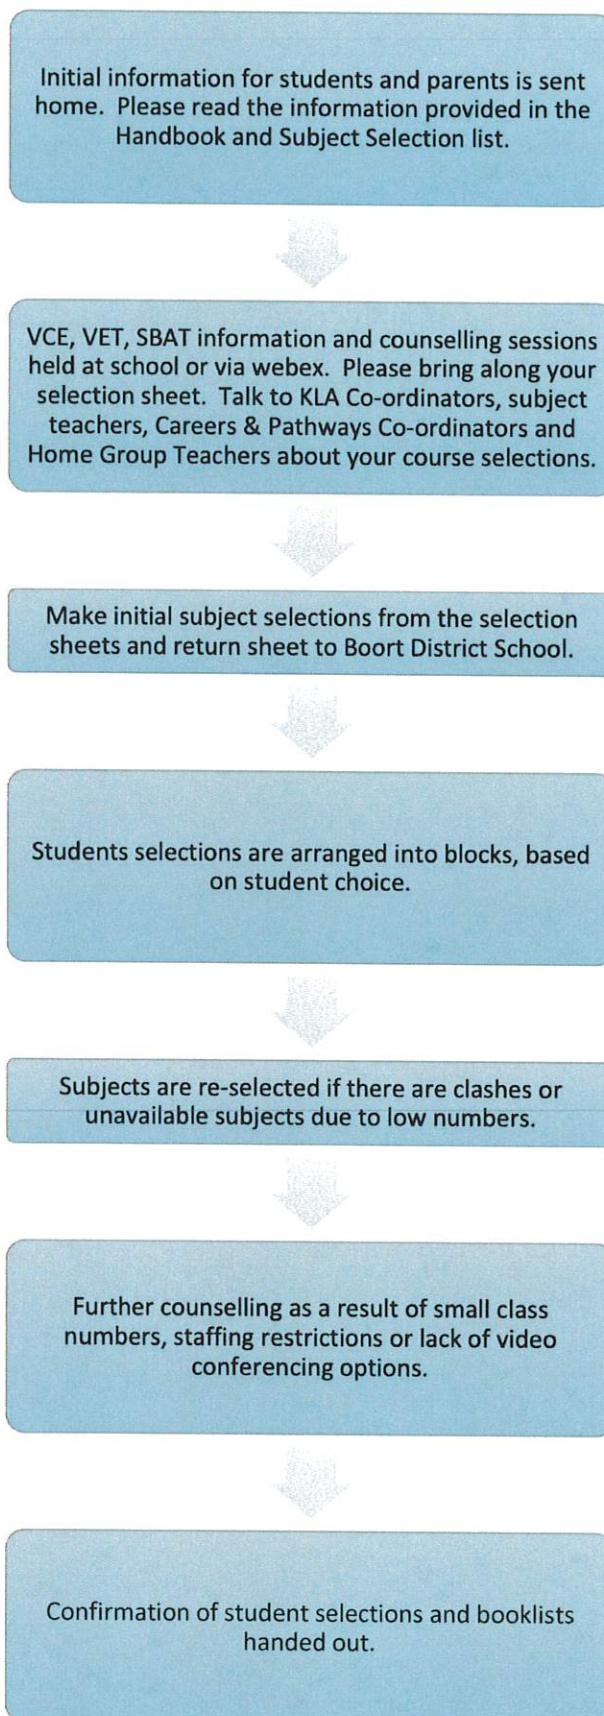 Initial information for students and parents is sent
home.  Please read the information provided in the
Handbook and Subject Selection list.
VCE, VET, SBAT information and counselling sessions
held at school or via webex.  Please bring along your
selection sheet.  Talk to KLA Co-ordinators, subject
teachers, Careers & Pathways Co-ordinators and
Home Group Teachers about your course selections.
Make initial subject selections from the selection
sheets and return sheet to Boort District School.
Students selections are arranged into blocks, based
on student choice.
Subjects are re-selected if there are clashes or
unavailable subjects due to low numbers.
Further counselling as a result of small class
numbers, staffing restrictions or lack of video
conferencing options.
Confirmation of student selections and booklists
handed out.